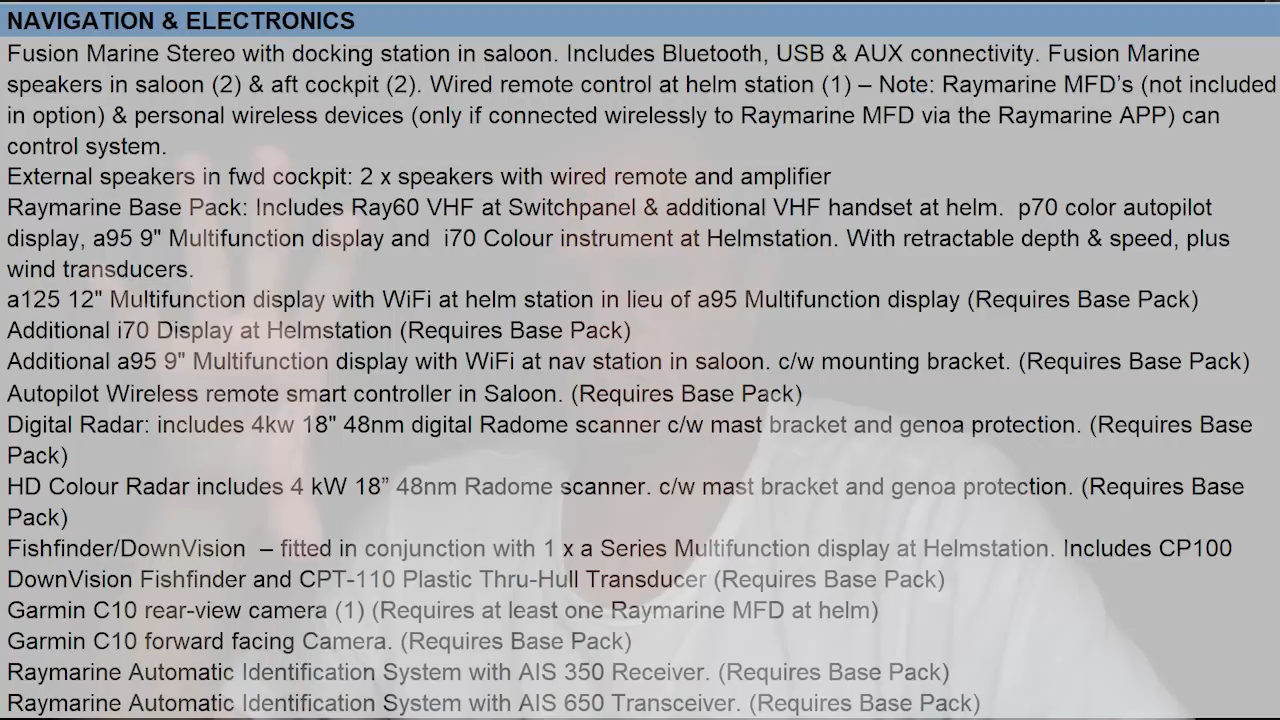 NAVIGATION & ELECTRONICS
Fusion Marine Stereo with docking station in saloon. Includes Bluetooth, USB & AUX connectivity. Fusion Marine
speakers in saloon (2) & aft cockpit (2). Wired remote control at helm station (1) – Note: Raymarine MFD’s (not included
in option) & personal wireless devices (only if connected wirelessly to Raymarine MFD via the Raymarine APP) can
control system.
External speakers in fwd cockpit: 2 x speakers with wired remote and amplifier
Raymarine Base Pack: Includes Ray60 VHF at Switchpanel & additional VHF handset at helm.  p70 color autopilot
display, a95 9" Multifunction display and  i70 Colour instrument at Helmstation. With retractable depth & speed, plus
wind transducers.
a125 12" Multifunction display with WiFi at helm station in lieu of a95 Multifunction display (Requires Base Pack)
Additional i70 Display at Helmstation (Requires Base Pack)
Additional a95 9" Multifunction display with WiFi at nav station in saloon. c/w mounting bracket. (Requires Base Pack)
Autopilot Wireless remote smart controller in Saloon. (Requires Base Pack)
Digital Radar: includes 4kw 18" 48nm digital Radome scanner c/w mast bracket and genoa protection. (Requires Base
Pack)
HD Colour Radar includes 4 kW 18” 48nm Radome scanner. c/w mast bracket and genoa protection. (Requires Base
Pack)
Fishfinder/DownVision  – fitted in conjunction with 1 x a Series Multifunction display at Helmstation. Includes CP100
DownVision Fishfinder and CPT-110 Plastic Thru-Hull Transducer (Requires Base Pack)
Garmin C10 rear-view camera (1) (Requires at least one Raymarine MFD at helm)
Garmin C10 forward facing Camera. (Requires Base Pack)
Raymarine Automatic Identification System with AIS 350 Receiver. (Requires Base Pack)
Raymarine Automatic Identification System with AIS 650 Transceiver. (Requires Base Pack)